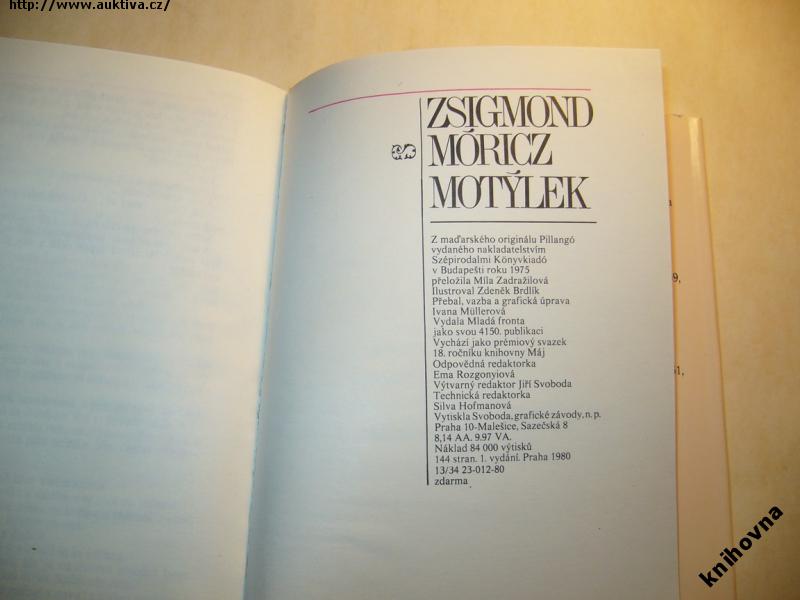 http://www.auktiva.cz/
ZSIGMOND
MÓRICZ
MOTÝLEK
Z maďarského originálu Pillangó
vydaného nakladatelstvím
Szépirodalmi Könyvkiadó
v Budapešti roku 1975
přeložila Míla Zadražilová
Ilustroval Zdeněk Brdlík
Přebal, vazba a grafická úprava
Ivana Müllerová
Vydala Mladá fronta
jako svou 4150. publikaci
Vychází jako prémiový svazek
18. ročníku knihovny Máj
Odpovědná redaktorka
Ema Rozgonyiová
Výtvarný redaktor Jiří Svoboda
Technická redaktorka
Silva Hofmanová
Vytiskla Svoboda, grafické závody, n. p.
Praha 10-Malešice, Sazečská 8
8,14 AA. 9.97 VA.
Náklad 84 000 výtisků
144 stran. 1. vydání. Praha 1980
13/34 23-012-80
zdarma
knihovna